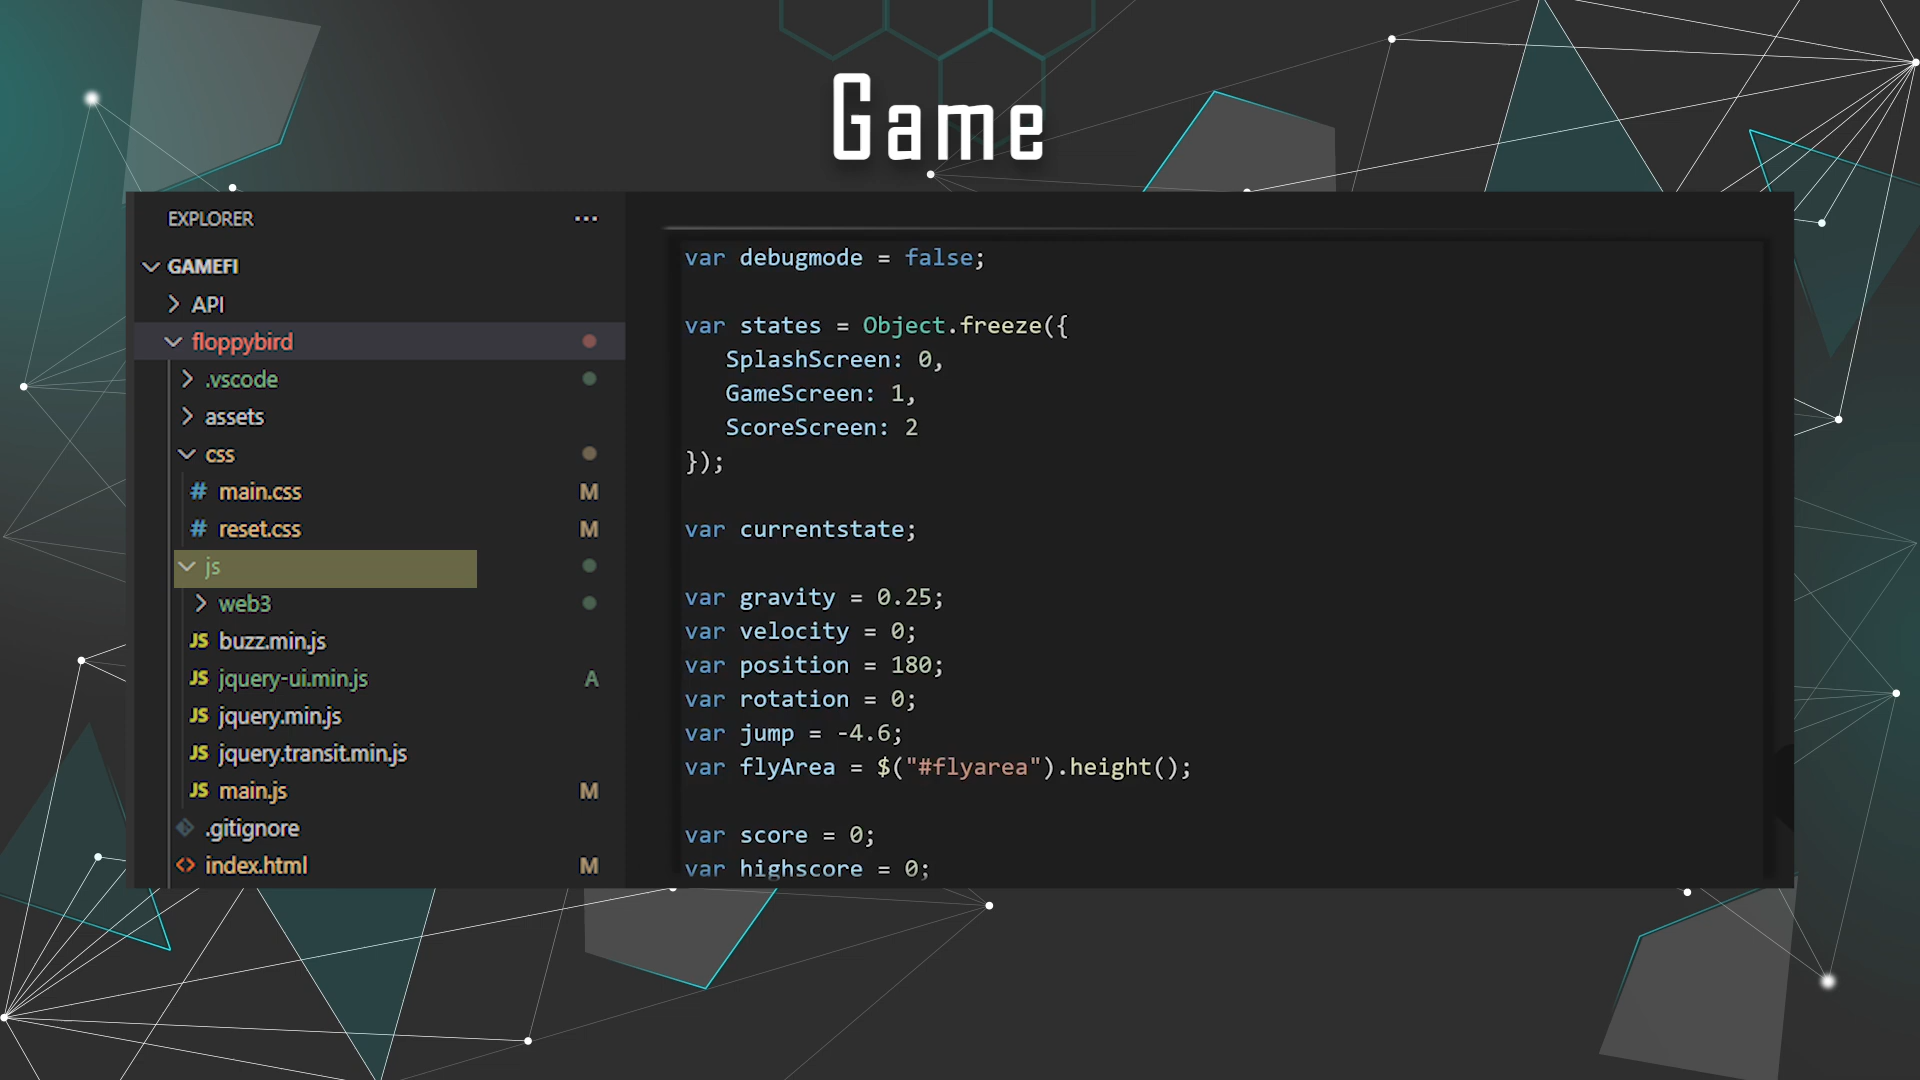 Game
EXPLORER ...
GAMEFI
API
floppybird
.vscode
assets
css
# main.css M
# reset.css M
js
web3
JS buzz.min.js
JS jquery-ui.min.js A
JS jquery.min.js
JS jquery.transit.min.js
JS main.js M
.gitignore
<> index.html M
var debugmode = false;
var states = Object.freeze({
SplashScreen: 0,
GameScreen: 1,
ScoreScreen: 2
});
var currentstate;
var gravity = 0.25;
var velocity = 0;
var position = 180;
var rotation = 0;
var jump = -4.6;
var flyArea = $("#flyarea").height();
var score = 0;
var highscore = 0;